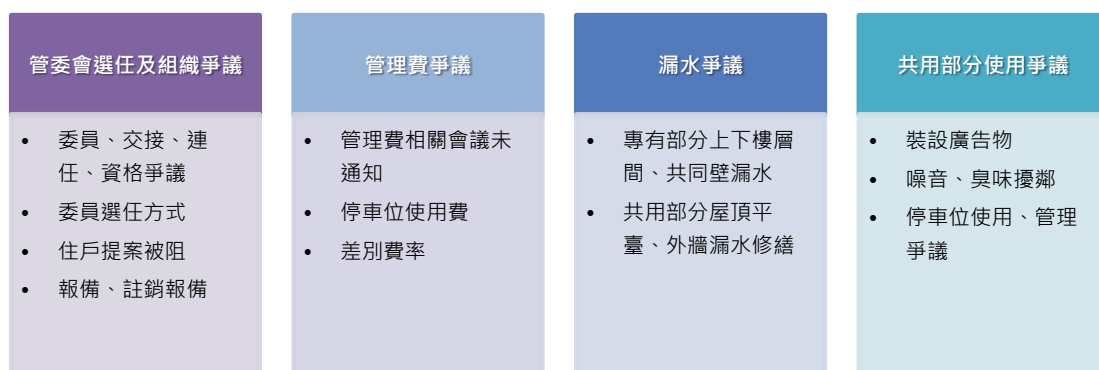 管委會選任及組織爭議
• 委員、交接、連
任、資格爭議
• 委員選任方式
• 住戶提案被阻
• 報備、註銷報備
管理費爭議
• 管理費相關會議未
通知
• 停車位使用費
• 差別費率
漏水爭議
• 專有部分上下樓層
間、共同壁漏水
• 共用部分屋頂平
臺、外牆漏水修繕
共用部分使用爭議
• 裝設廣告物
• 噪音、臭味擾鄰
• 停車位使用、管理
爭議